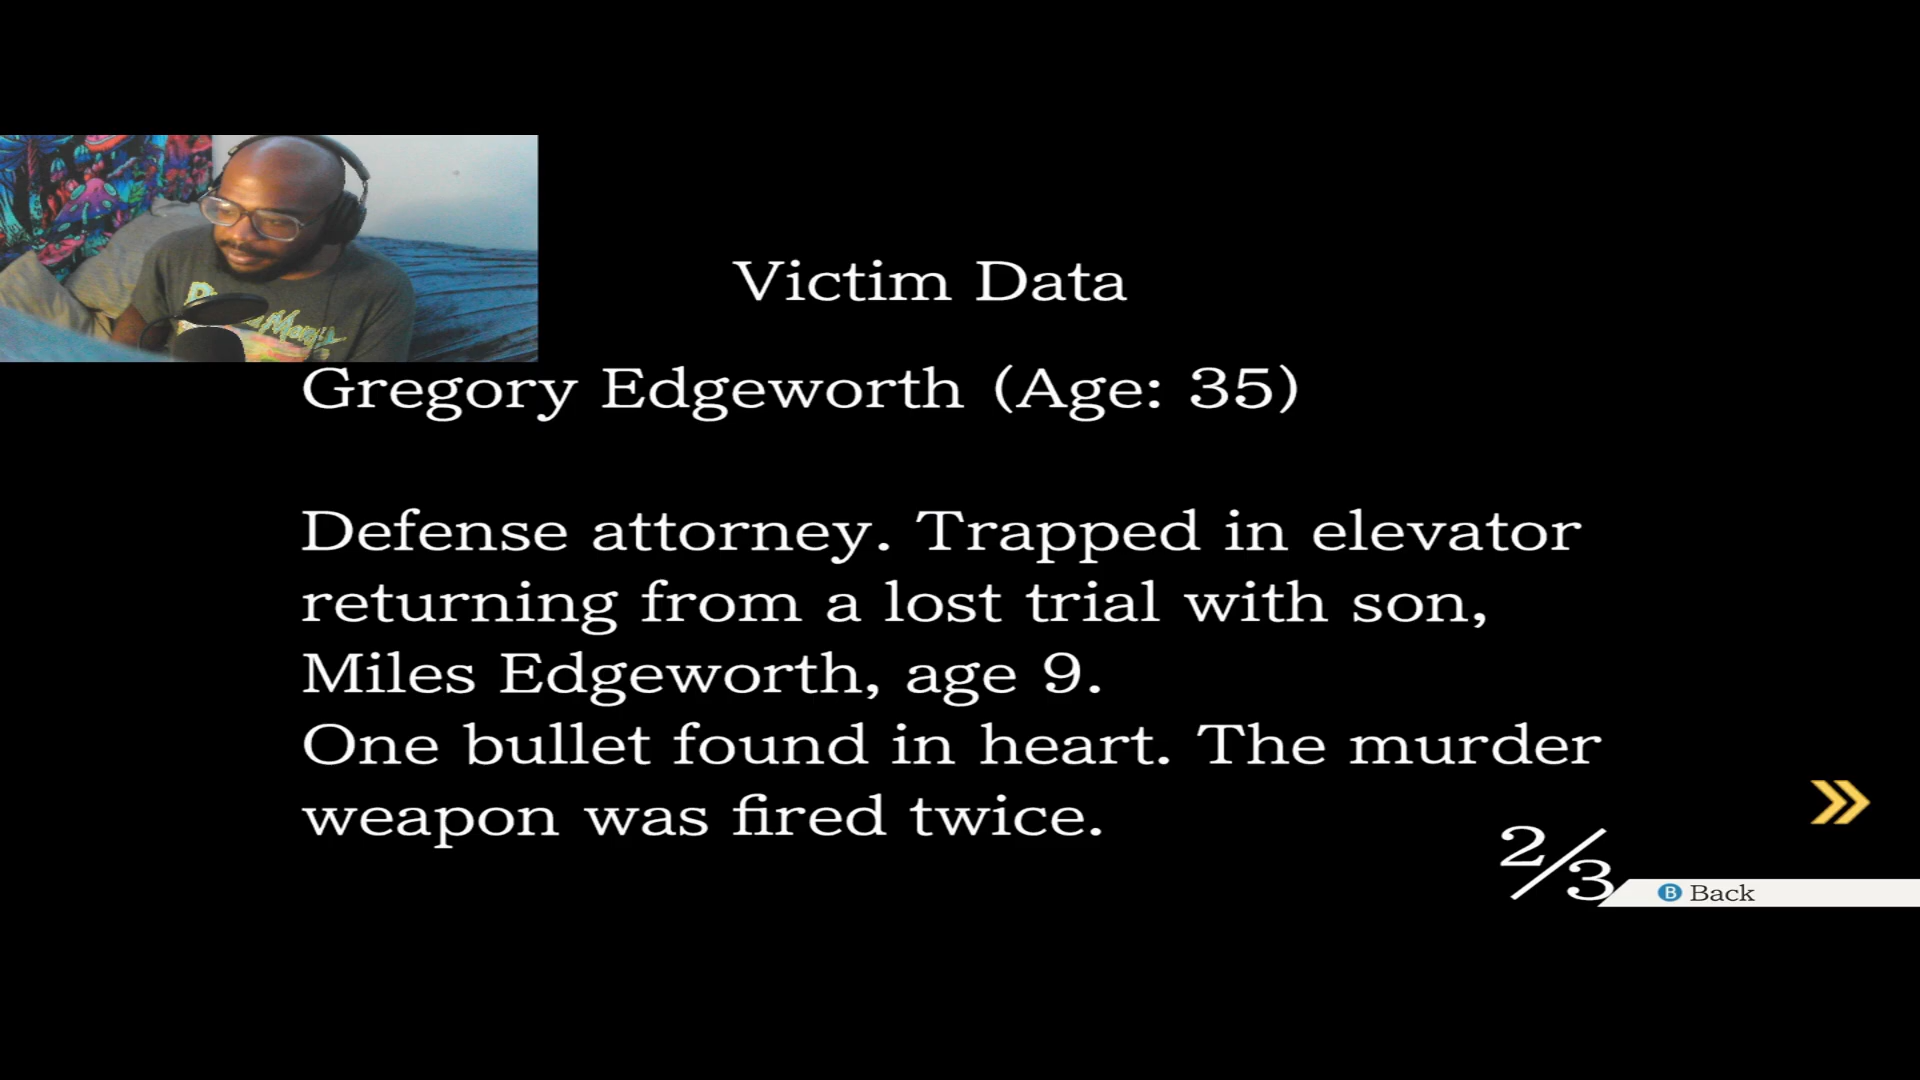 Victim Data
Gregory Edgeworth (Age: 35)
Defense attorney. Trapped in elevator
returning from a lost trial with son,
Miles Edgeworth, age 9.
One bullet found in heart. The murder
weapon was fired twice.
2/3
B Back